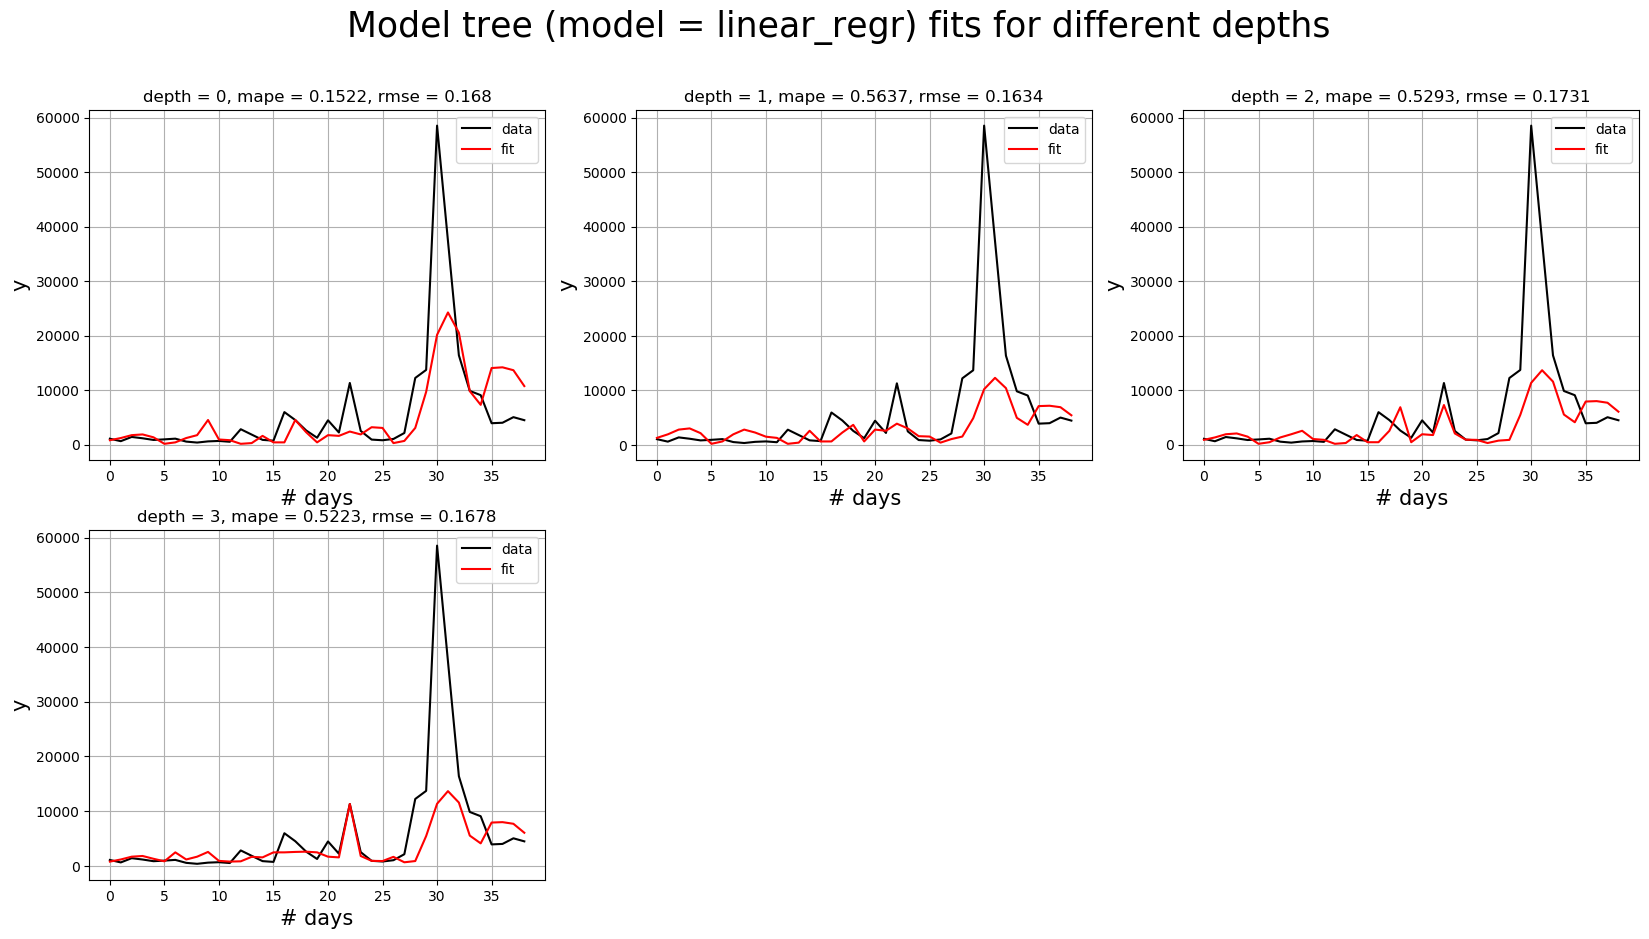 Model tree (model = linear_regr) fits for different depths
depth = 0, mape = 0.1522, rmse = 0.168
60000
50000
40000
30000
20000
10000
0
y
data
fit
0 5 10 15 20 25 30 35
# days
depth = 1, mape = 0.5637, rmse = 0.1634
60000
50000
40000
30000
20000
10000
0
y
data
fit
0 5 10 15 20 25 30 35
# days
depth = 2, mape = 0.5293, rmse = 0.1731
60000
50000
40000
30000
20000
10000
0
y
data
fit
0 5 10 15 20 25 30 35
# days
depth = 3, mape = 0.5223, rmse = 0.1678
60000
50000
40000
30000
20000
10000
0
y
data
fit
0 5 10 15 20 25 30 35
# days